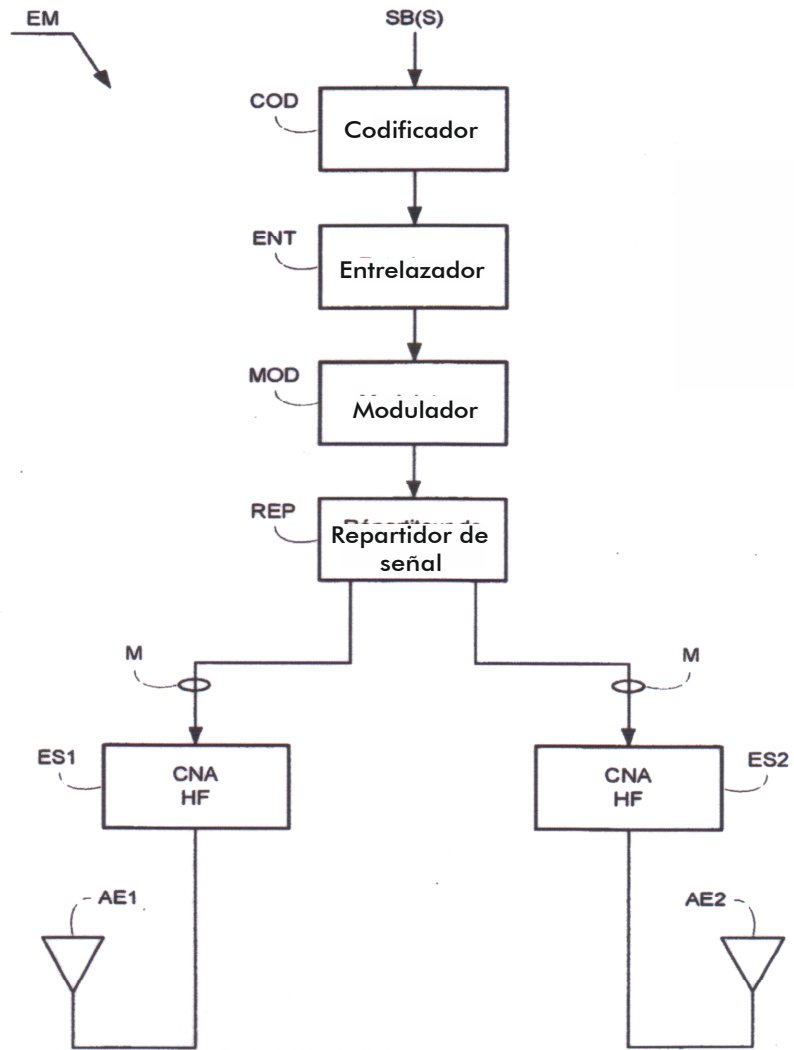 EM
SB(S)
COD
Codificador
ENT
Entrelazador
MOD
Modulador
REP
Repartidor de
señal
M
M
ES1
CNA
HF
CNA
HF
ES2
AE1
AE2